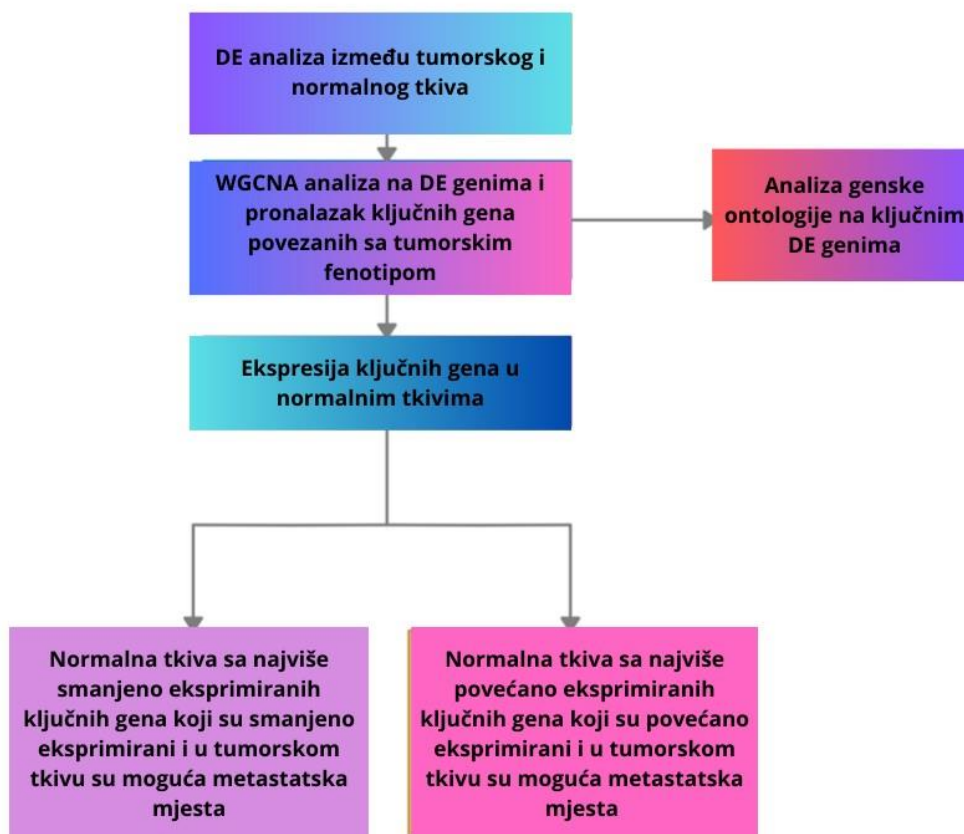 DE analiza između tumorskog i
normalnog tkiva
WGCNA analiza na DE genima i
pronalazak ključnih gena
povezanih sa tumorskim
fenotipom
Analiza genske
ontologije na ključnim
DE genima
Ekspresija ključnih gena u
normalnim tkivima
Normalna tkiva sa najviše
smanjeno eksprimiranih
ključnih gena koji su smanjeno
eksprimirani i u tumorskom
tkivu su moguća metastatska
mjesta
Normalna tkiva sa najviše
povećano eksprimiranih
ključnih gena koji su povećano
eksprimirani i u tumorskom
tkivu su moguća metastatska
mjesta